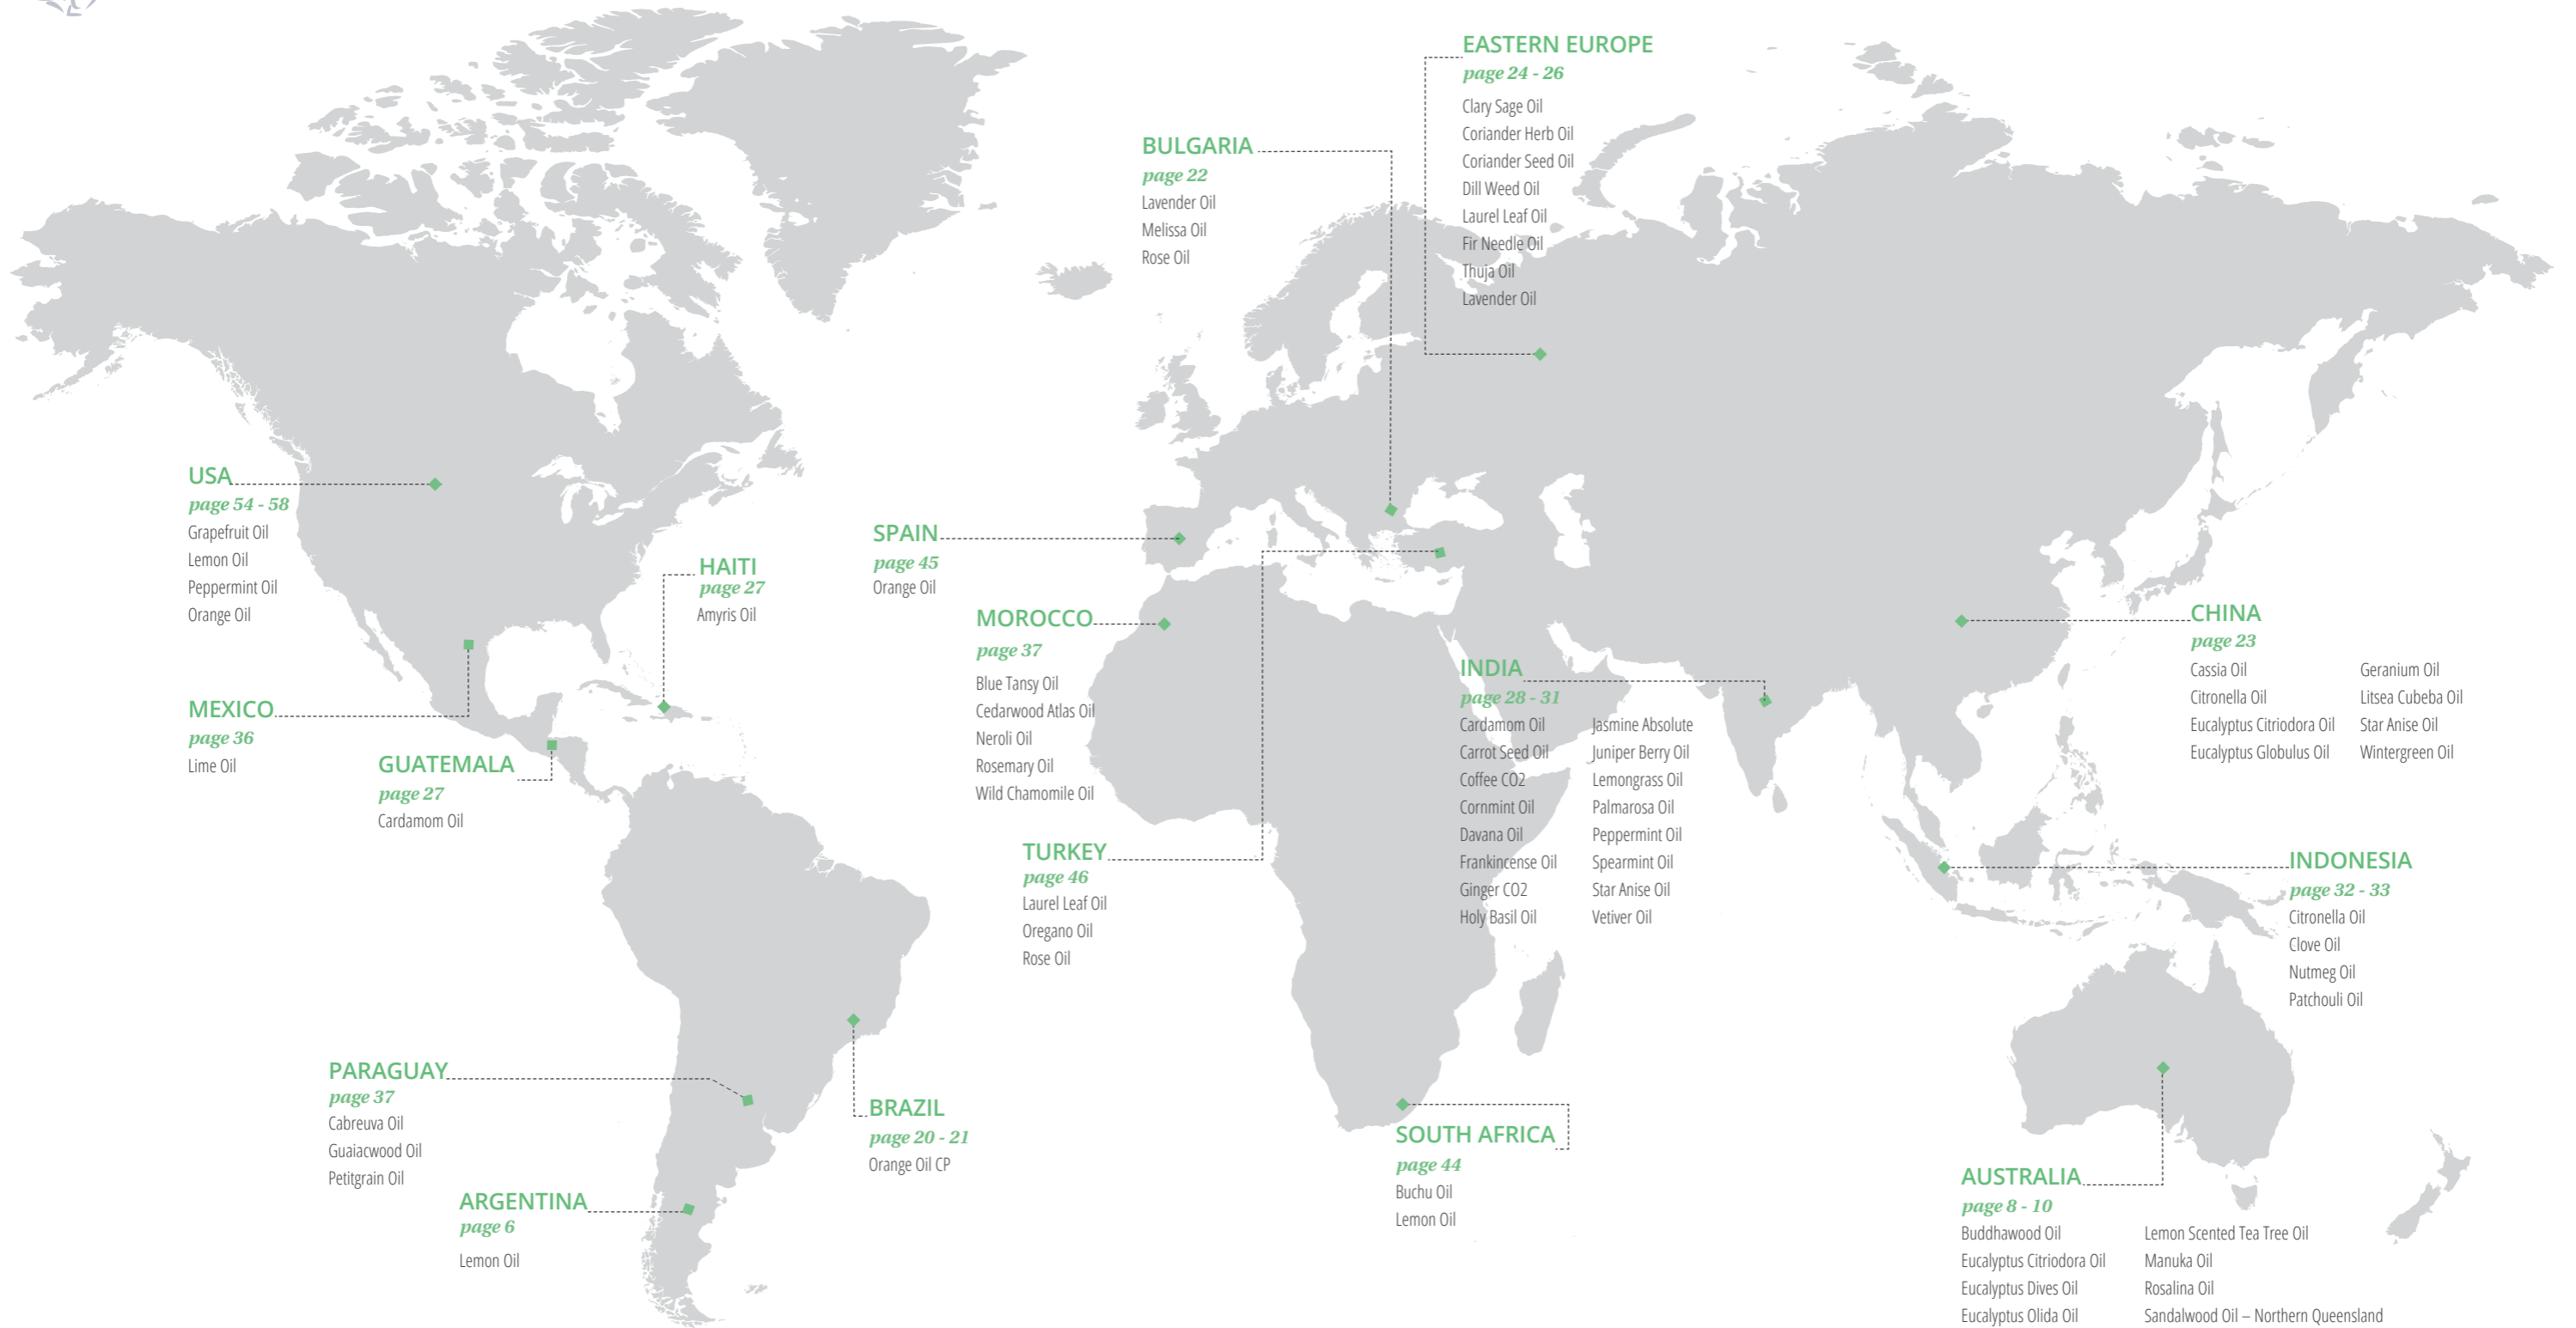 EASTERN EUROPE
page 24 - 26
Clary Sage Oil
Coriander Herb Oil
Coriander Seed Oil
Dill Weed Oil
Laurel Leaf Oil
Fir Needle Oil
Thuja Oil
Lavender Oil
BULGARIA
page 22
Lavender Oil
Melissa Oil
Rose Oil
USA
page 54 - 58
Grapefruit Oil
Lemon Oil
Peppermint Oil
Orange Oil
HAITI
page 27
Amyris Oil
SPAIN
page 45
Orange Oil
MOROCCO
page 37
Blue Tansy Oil
Cedarwood Atlas Oil
Neroli Oil
Rosemary Oil
Wild Chamomile Oil
CHINA
page 23
Cassia Oil
Citronella Oil
Eucalyptus Citriodora Oil
Eucalyptus Globulus Oil
Geranium Oil
Litsea Cubeba Oil
Star Anise Oil
Wintergreen Oil
INDIA
page 28 - 31
Cardamom Oil
Carrot Seed Oil
Coffee CO2
Cornmint Oil
Davana Oil
Frankincense Oil
Ginger CO2
Holy Basil Oil
Jasmine Absolute
Juniper Berry Oil
Lemongrass Oil
Palmarosa Oil
Peppermint Oil
Spearmint Oil
Star Anise Oil
Vetiver Oil
MEXICO
page 36
Lime Oil
GUATEMALA
page 27
Cardamom Oil
TURKEY
page 46
Laurel Leaf Oil
Oregano Oil
Rose Oil
INDONESIA
page 32 - 33
Citronella Oil
Clove Oil
Nutmeg Oil
Patchouli Oil
PARAGUAY
page 37
Cabreuva Oil
Guaiacwood Oil
Petitgrain Oil
BRAZIL
page 20 - 21
Orange Oil CP
ARGENTINA
page 6
Lemon Oil
SOUTH AFRICA
page 44
Buchu Oil
Lemon Oil
AUSTRALIA
page 8 - 10
Buddhawood Oil
Eucalyptus Citriodora Oil
Eucalyptus Dives Oil
Eucalyptus Olida Oil
Lemon Scented Tea Tree Oil
Manuka Oil
Rosalina Oil
Sandalwood Oil – Northern Queensland